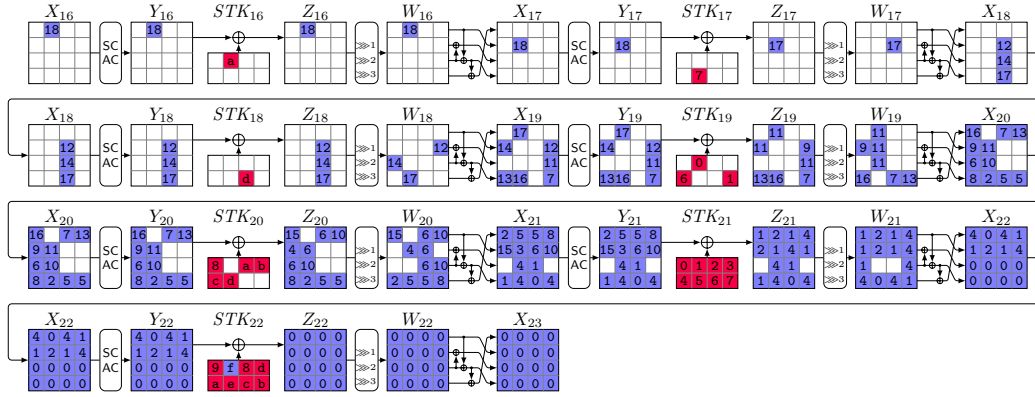 X₁₆ Y₁₆ STK₁₆ Z₁₆ W₁₆ X₁₇ Y₁₇ STK₁₇ Z₁₇ W₁₇ X₁₈
18 18 18 18
SC ⋙1 18 SC 18 17 ⋙1 17 12
AC a ⋙2 AC ⋙2 14
⋙3 7 ⋙3 17
X₁₈ Y₁₈ STK₁₈ Z₁₈ W₁₈ X₁₉ Y₁₉ STK₁₉ Z₁₉ W₁₉ X₂₀
17 17 11 11 16 7 13
12 SC 12 12 ⋙1 12 14 12 SC 14 12 11 9 ⋙1 9 11 9 11
14 AC 14 14 ⋙2 14 11 AC 11 0 11 ⋙2 11 6 10
17 17 d 17 ⋙3 17 13 16 7 13 16 7 6 1 13 16 7 ⋙3 16 7 13 8 2 5 5
X₂₀ Y₂₀ STK₂₀ Z₂₀ W₂₀ X₂₁ Y₂₁ STK₂₁ Z₂₁ W₂₁ X₂₂
16 7 13 16 7 13 15 6 10 15 6 10 2 5 5 8 2 5 5 8 1 2 1 4 1 2 1 4 4 0 4 1
9 11 SC 9 11 4 6 ⋙1 4 6 15 3 6 10 SC 15 3 6 10 2 1 4 1 ⋙1 1 2 1 4 1 2 1 4
6 10 AC 6 10 8 a b 6 10 ⋙2 6 10 4 1 AC 4 1 0 1 2 3 4 1 ⋙2 1 4 0 0 0 0
8 2 5 5 8 2 5 5 c d 8 2 5 5 ⋙3 2 5 5 8 1 4 0 4 1 4 0 4 4 5 6 7 1 4 0 4 ⋙3 4 0 4 1 0 0 0 0
X₂₂ Y₂₂ STK₂₂ Z₂₂ W₂₂ X₂₃
4 0 4 1 4 0 4 1 0 0 0 0 0 0 0 0 0 0 0 0
1 2 1 4 SC 1 2 1 4 0 0 0 0 ⋙1 0 0 0 0 0 0 0 0
0 0 0 0 AC 0 0 0 0 9 f 8 d 0 0 0 0 ⋙2 0 0 0 0 0 0 0 0
0 0 0 0 0 0 0 0 a e c b 0 0 0 0 ⋙3 0 0 0 0 0 0 0 0